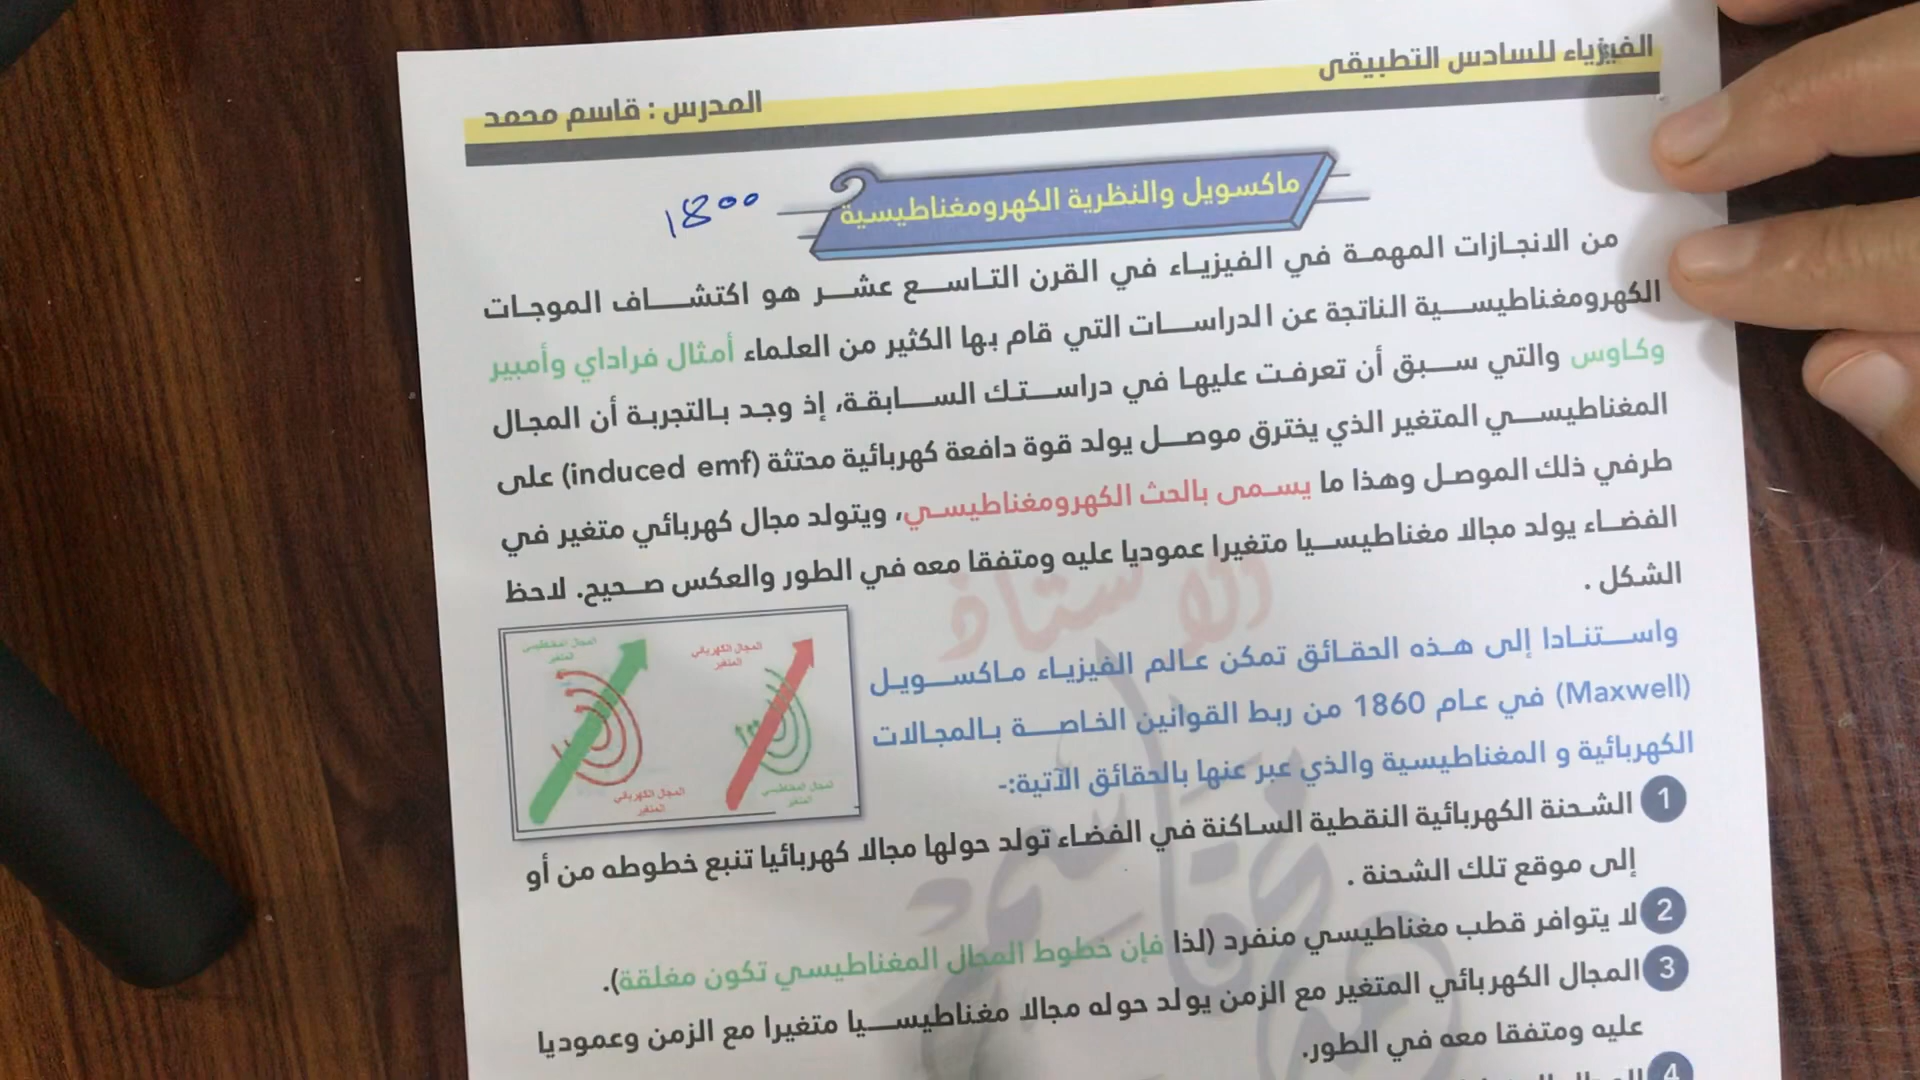 الفيزياء للسادس التطبيقي
المدرس : قاسم محمد
ماكسويل والنظرية الكهرومغناطيسية
1800
من الانجازات المهمة في الفيزياء في القرن التاسع عشر هو اكتشاف الموجات
الكهرومغناطيسية الناتجة عن الدراسات التي قام بها الكثير من العلماء أمثال فراداي وأمبير
وكاوس والتي سبق أن تعرفت عليها في دراستك السابقة، إذ وجد بالتجربة أن المجال
المغناطيسي المتغير الذي يخترق موصل يولد قوة دافعة كهربائية محتثة (induced emf) على
طرفي ذلك الموصل وهذا ما يسمى بالحث الكهرومغناطيسي، ويتولد مجال كهربائي متغير في
الفضاء يولد مجالا مغناطيسيا متغيرا عموديا عليه ومتفقا معه في الطور والعكس صحيح. لاحظ
الشكل .
واستنادا إلى هذه الحقائق تمكن عالم الفيزياء ماكسويل
(Maxwell) في عام 1860 من ربط القوانين الخاصة بالمجالات
الكهربائية و المغناطيسية والذي عبر عنها بالحقائق الآتية:-
المجال الكهربائي
المتغير
المجال المغناطيسي
المتغير
المجال المغناطيسي
المتغير
المجال الكهربائي
المتغير
1 الشحنة الكهربائية النقطية الساكنة في الفضاء تولد حولها مجالا كهربائيا تنبع خطوطه من أو
إلى موقع تلك الشحنة .
2 لا يتوافر قطب مغناطيسي منفرد (لذا فإن خطوط المجال المغناطيسي تكون مغلقة).
3 المجال الكهربائي المتغير مع الزمن يولد حوله مجالا مغناطيسيا متغيرا مع الزمن وعموديا
عليه ومتفقا معه في الطور.
4
الاستاذ
قاسم محمد